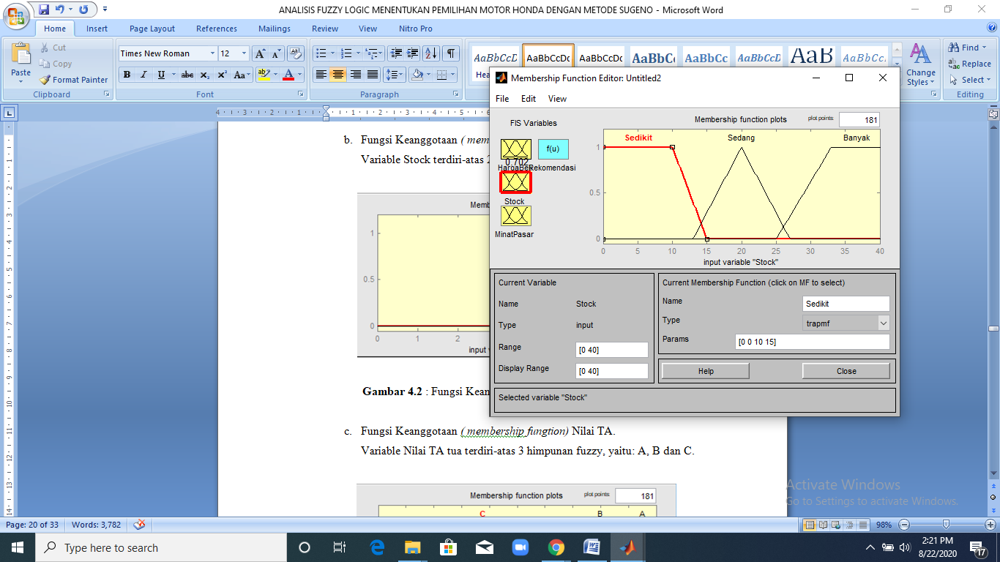 ANALISIS FUZZY LOGIC MENENTUKAN PEMILIHAN MOTOR HONDA DENGAN METODE SUGENO - Microsoft Word
Home Insert Page Layout References Mailings Review View Nitro Pro
Paste
Cut
Copy
Format Painter
Clipboard
Times New Roman 12
Font
Paragraph
AaBbCcD AaBbCcDc AaBbCcDc AaBbCc AaBbCc AaBbCcD AaB AaBbCc.
Change
Styles
Find
Replace
Select
Editing
b. Fungsi Keanggotaan ( mem
Variable Stock terdiri-atas 2
Memb
1
0.5
0
0 1 2
input v
Gambar 4.2 : Fungsi Kean
c. Fungsi Keanggotaan ( membership fungtion) Nilai TA.
Variable Nilai TA tua terdiri-atas 3 himpunan fuzzy, yaitu: A, B dan C.
Membership function plots plot points: 181
C B A
Membership Function Editor: Untitled2
File Edit View
FIS Variables
f(u)
0.702
HargaBeRekomendasi
Stock
MinatPasar
Membership function plots plot points: 181
Sedikit Sedang Banyak
1
0.5
0
0 5 10 15 20 25 30 35 40
input variable "Stock"
Current Variable
Name Stock
Type input
Range [0 40]
Display Range [0 40]
Current Membership Function (click on MF to select)
Name Sedikit
Type trapmf
Params [0 0 10 15]
Help Close
Selected variable "Stock"
Activate Windows
Go to Settings to activate Windows.
Page: 20 of 33 Words: 3,782 98%
Type here to search
2:21 PM
8/22/2020
17